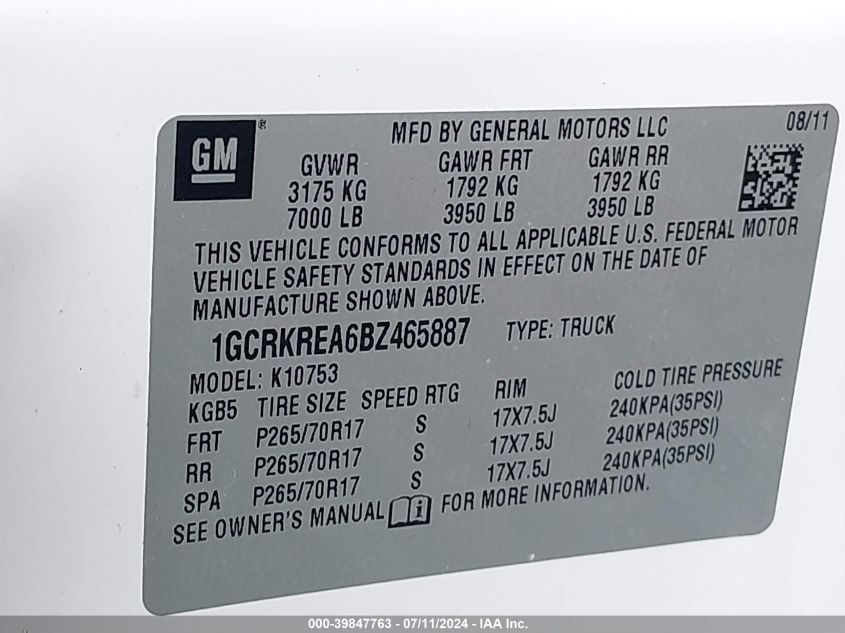 GM ®
MFD BY GENERAL MOTORS LLC 08/11
GVWR GAWR FRT GAWR RR
3175 KG 1792 KG 1792 KG
7000 LB 3950 LB 3950 LB
THIS VEHICLE CONFORMS TO ALL APPLICABLE U.S. FEDERAL MOTOR
VEHICLE SAFETY STANDARDS IN EFFECT ON THE DATE OF
MANUFACTURE SHOWN ABOVE.
1GCRKREA6BZ465887 TYPE: TRUCK
MODEL: K10753
KGB5 TIRE SIZE SPEED RTG RIM COLD TIRE PRESSURE
FRT P265/70R17 S 17X7.5J 240KPA(35PSI)
RR P265/70R17 S 17X7.5J 240KPA(35PSI)
SPA P265/70R17 S 17X7.5J 240KPA(35PSI)
SEE OWNER'S MANUAL i FOR MORE INFORMATION.
000-39847763 - 07/11/2024 - IAA Inc.